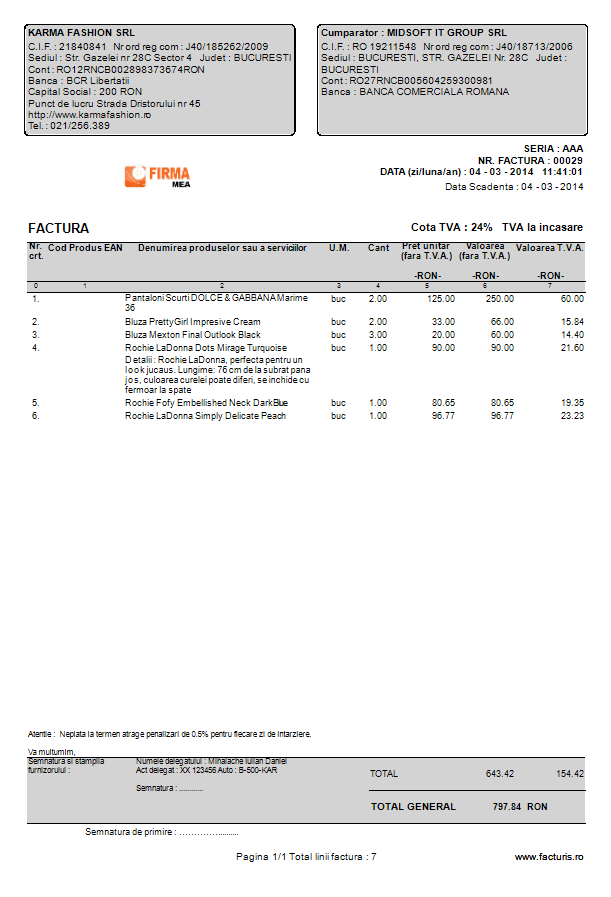 KARMA FASHION SRL
C.I.F. : 21840841 Nr ord reg com : J40/185262/2009
Sediul : Str. Gazelei nr 28C Sector 4 Judet : BUCURESTI
Cont : RO12RNCB002898373674RON
Banca : BCR Libertatii
Capital Social : 200 RON
Punct de lucru Strada Dristorului nr 45
http://www.karmafashion.ro
Tel. : 021/256.389
Cumparator : MIDSOFT IT GROUP SRL
C.I.F. : RO 19211548 Nr ord reg com : J40/18713/2006
Sediul : BUCURESTI, STR. GAZELEI Nr. 28C Judet :
BUCURESTI
Cont : RO27RNCB005604259300981
Banca : BANCA COMERCIALA ROMANA
SERIA : AAA
NR. FACTURA : 00029
DATA (zi/luna/an) : 04 - 03 - 2014 11:41:01
Data Scadenta : 04 - 03 - 2014
FIRMA
MEA
FACTURA
Cota TVA : 24% TVA la incasare
Nr. crt. Cod Produs EAN Denumirea produselor sau a serviciilor U.M. Cant Pret unitar (fara T.V.A.) Valoarea (fara T.V.A.) Valoarea T.V.A.
-RON- -RON- -RON-
0 1 2 3 4 5 6 7
1. Pantaloni Scurti DOLCE & GABBANA Marime buc 2.00 125.00 250.00 60.00
36
2. Bluza PrettyGirl Impresive Cream buc 2.00 33.00 66.00 15.84
3. Bluza Mexton Final Outlook Black buc 3.00 20.00 60.00 14.40
4. Rochie LaDonna Dots Mirage Turquoise buc 1.00 90.00 90.00 21.60
Detalii : Rochie LaDonna, perfecta pentru un
look jucaus. Lungime: 76 cm de la subrat pana
jos, culoarea curelei poate diferi, se inchide cu
fermoar la spate
5. Rochie Fofy Embellished Neck DarkBlue buc 1.00 80.65 80.65 19.35
6. Rochie LaDonna Simply Delicate Peach buc 1.00 96.77 96.77 23.23
Atentie : Neplata la termen atrage penalizari de 0.5% pentru fiecare zi de intarziere.
Va multumim,
Semnatura si stampila
furnizorului :
Numele delegatului : Mihalache Iulian Daniel
Act delegat : XX 123456 Auto : B-500-KAR
Semnatura : ............
TOTAL 643.42 154.42
TOTAL GENERAL 797.84 RON
Semnatura de primire : ......................
Pagina 1/1 Total linii factura : 7
www.facturis.ro